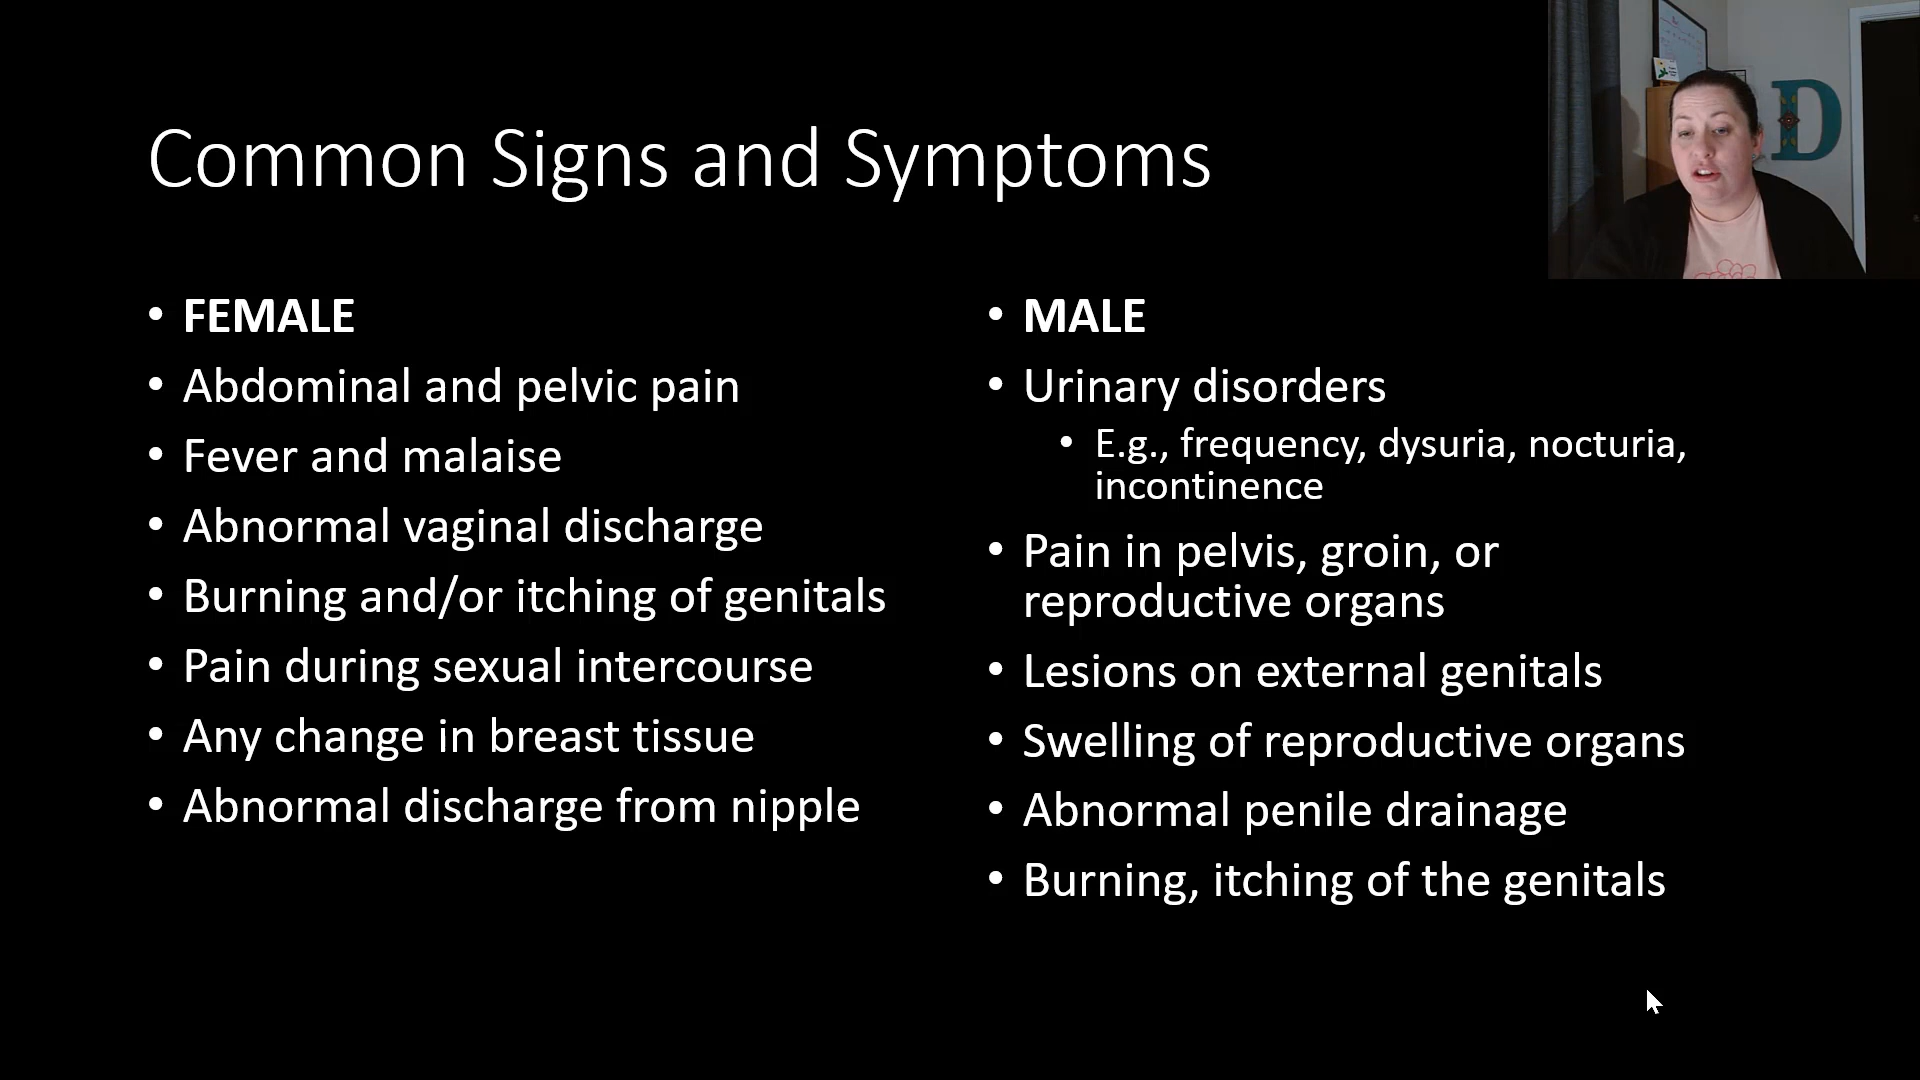 Common Signs and Symptoms
• FEMALE
• Abdominal and pelvic pain
• Fever and malaise
• Abnormal vaginal discharge
• Burning and/or itching of genitals
• Pain during sexual intercourse
• Any change in breast tissue
• Abnormal discharge from nipple
• MALE
• Urinary disorders
• E.g., frequency, dysuria, nocturia,
incontinence
• Pain in pelvis, groin, or
reproductive organs
• Lesions on external genitals
• Swelling of reproductive organs
• Abnormal penile drainage
• Burning, itching of the genitals
D